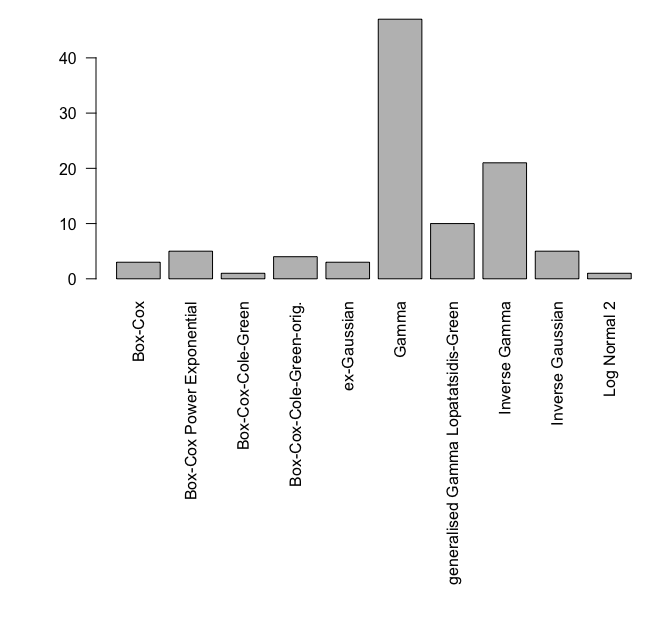 40
30
20
10
0
Box-Cox
Box-Cox Power Exponential
Box-Cox-Cole-Green
Box-Cox-Cole-Green-orig.
ex-Gaussian
Gamma
generalised Gamma Lopatatsidis-Green
Inverse Gamma
Inverse Gaussian
Log Normal 2